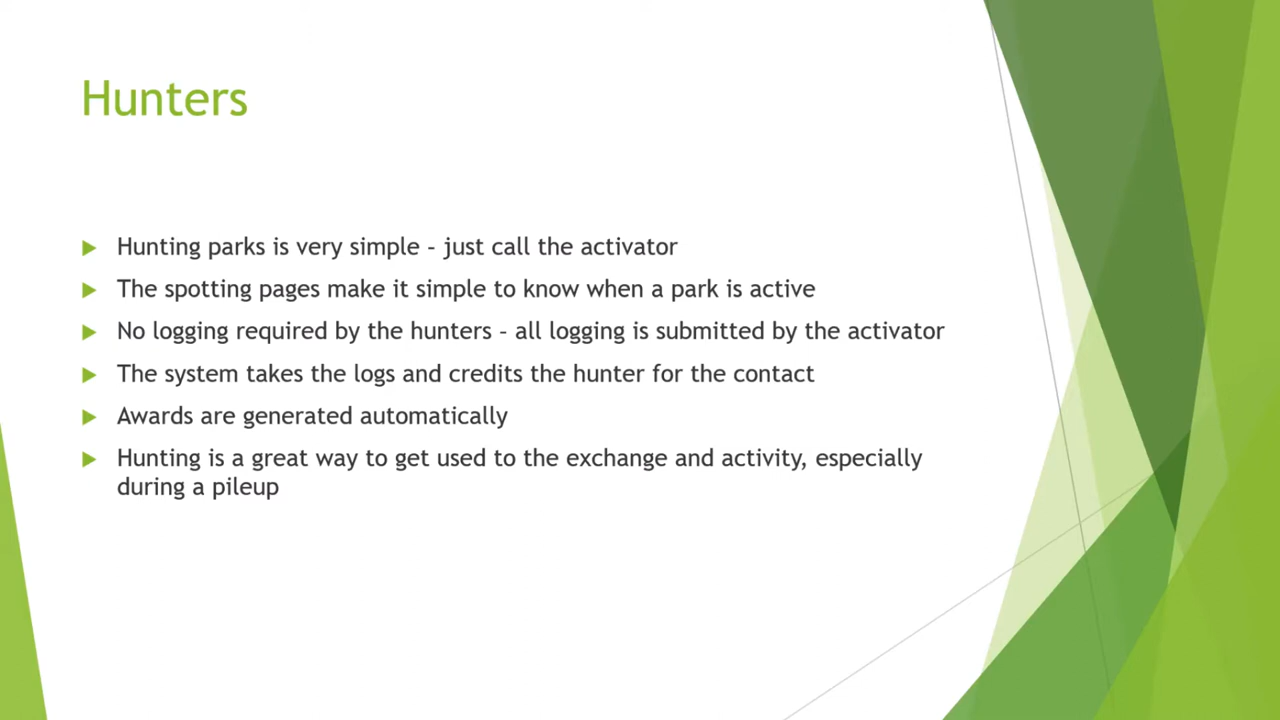 Hunters
Hunting parks is very simple – just call the activator
The spotting pages make it simple to know when a park is active
No logging required by the hunters – all logging is submitted by the activator
The system takes the logs and credits the hunter for the contact
Awards are generated automatically
Hunting is a great way to get used to the exchange and activity, especially
during a pileup